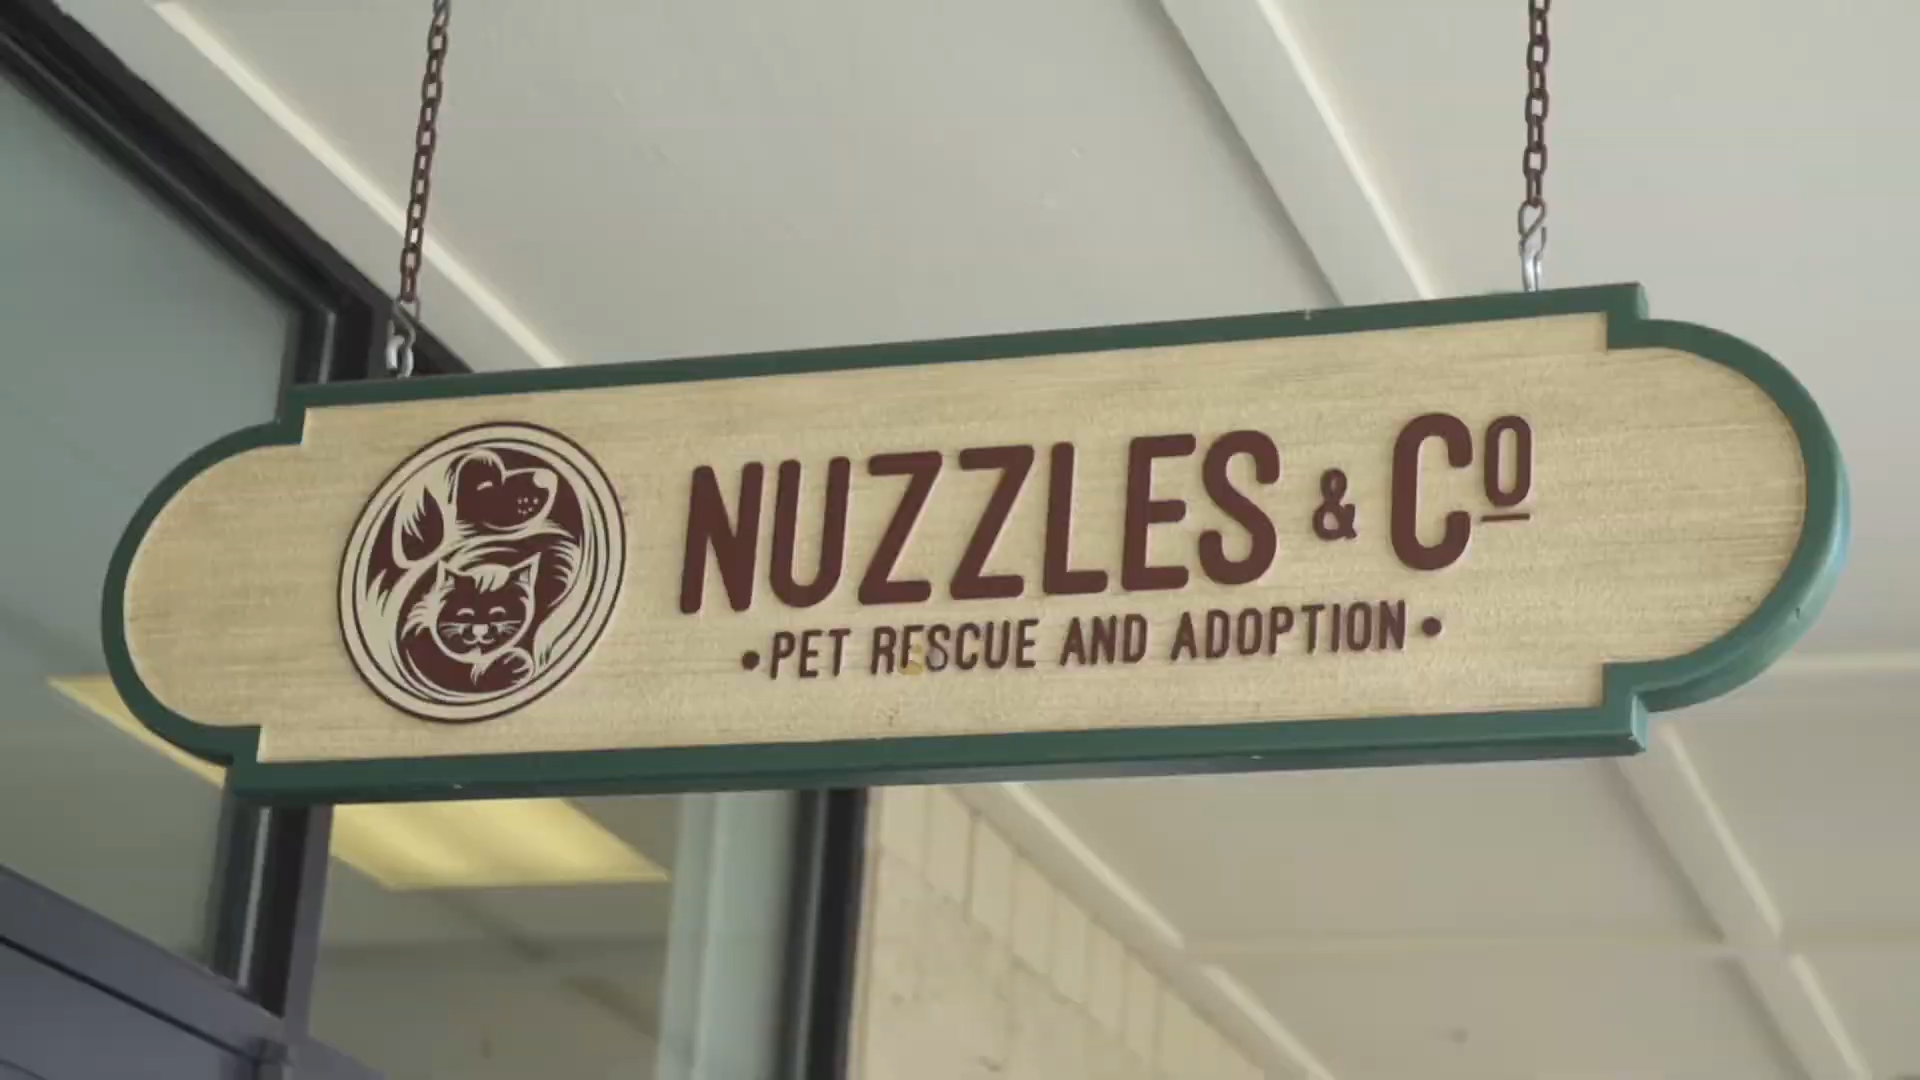 NUZZLES & CO
• PET RESCUE AND ADOPTION •